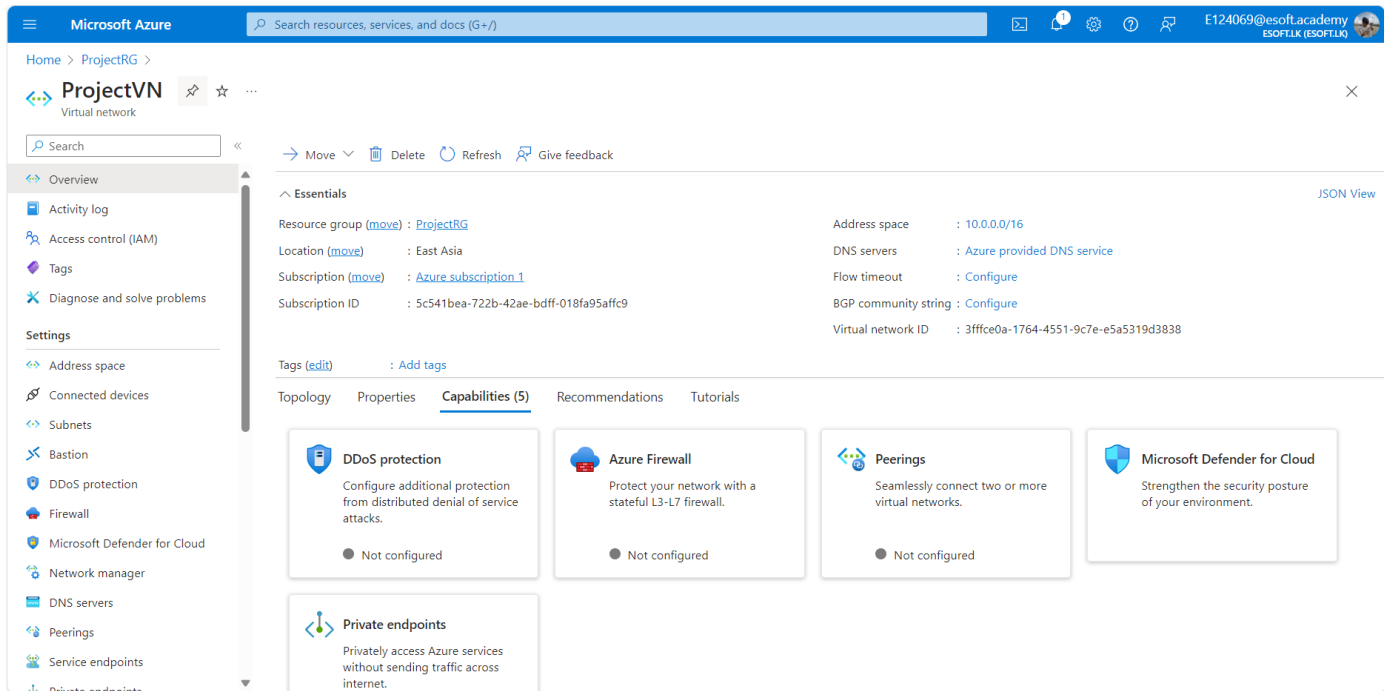 Microsoft Azure
Search resources, services, and docs (G+/)
1
E124069@esoft.academy
ESOFT.LK (ESOFT.LK)
Home > ProjectRG >
ProjectVN
Virtual network
Search
Overview
Activity log
Access control (IAM)
Tags
Diagnose and solve problems
Settings
Address space
Connected devices
Subnets
Bastion
DDoS protection
Firewall
Microsoft Defender for Cloud
Network manager
DNS servers
Peerings
Service endpoints
Private endpoints
Move Delete Refresh Give feedback
Essentials
JSON View
Resource group (move) : ProjectRG
Location (move) : East Asia
Subscription (move) : Azure subscription 1
Subscription ID : 5c541bea-722b-42ae-bdff-018fa95affc9
Address space : 10.0.0.0/16
DNS servers : Azure provided DNS service
Flow timeout : Configure
BGP community string : Configure
Virtual network ID : 3fffce0a-1764-4551-9c7e-e5a5319d3838
Tags (edit) : Add tags
Topology Properties Capabilities (5) Recommendations Tutorials
DDoS protection
Configure additional protection
from distributed denial of service
attacks.
Not configured
Azure Firewall
Protect your network with a
stateful L3-L7 firewall.
Not configured
Peerings
Seamlessly connect two or more
virtual networks.
Not configured
Microsoft Defender for Cloud
Strengthen the security posture
of your environment.
Private endpoints
Privately access Azure services
without sending traffic across
internet.